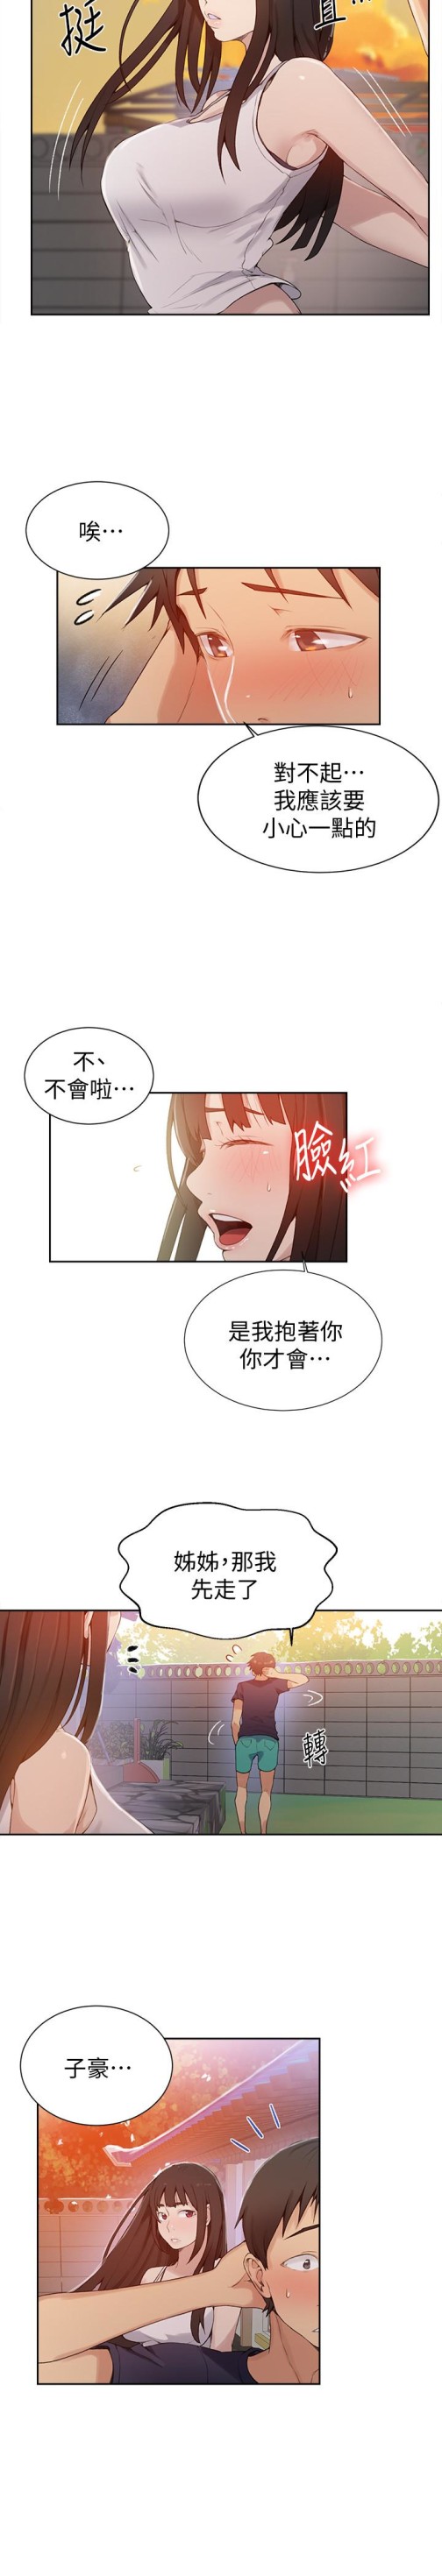 挺
直
唉…
對不起…
我應該要
小心一點的
不、
不會啦…
臉紅
是我抱著你
你才會…
姊姊，那我
先走了
轉
子豪…